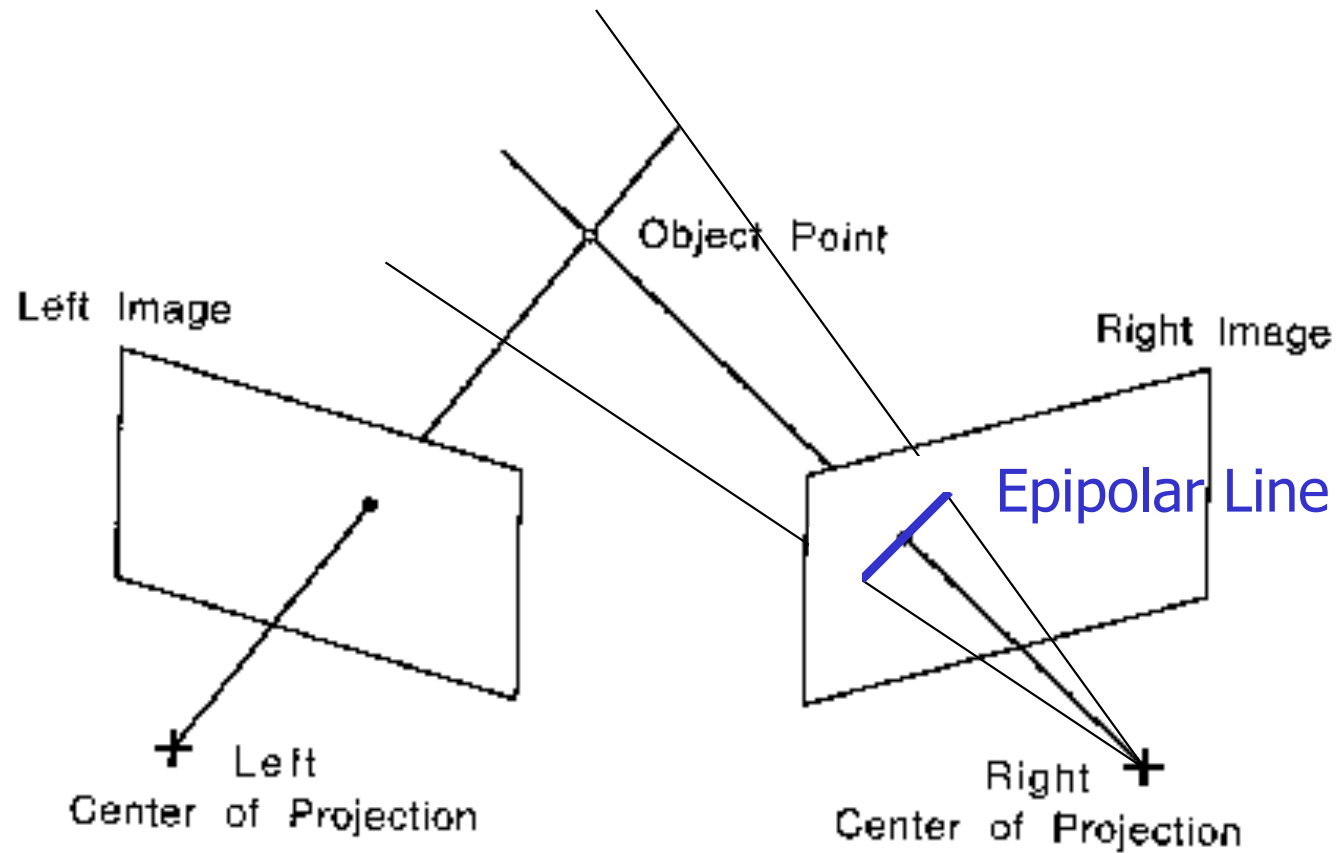 Object Point
Left Image
Right Image
Epipolar Line
Left
Center of Projection
Right
Center of Projection